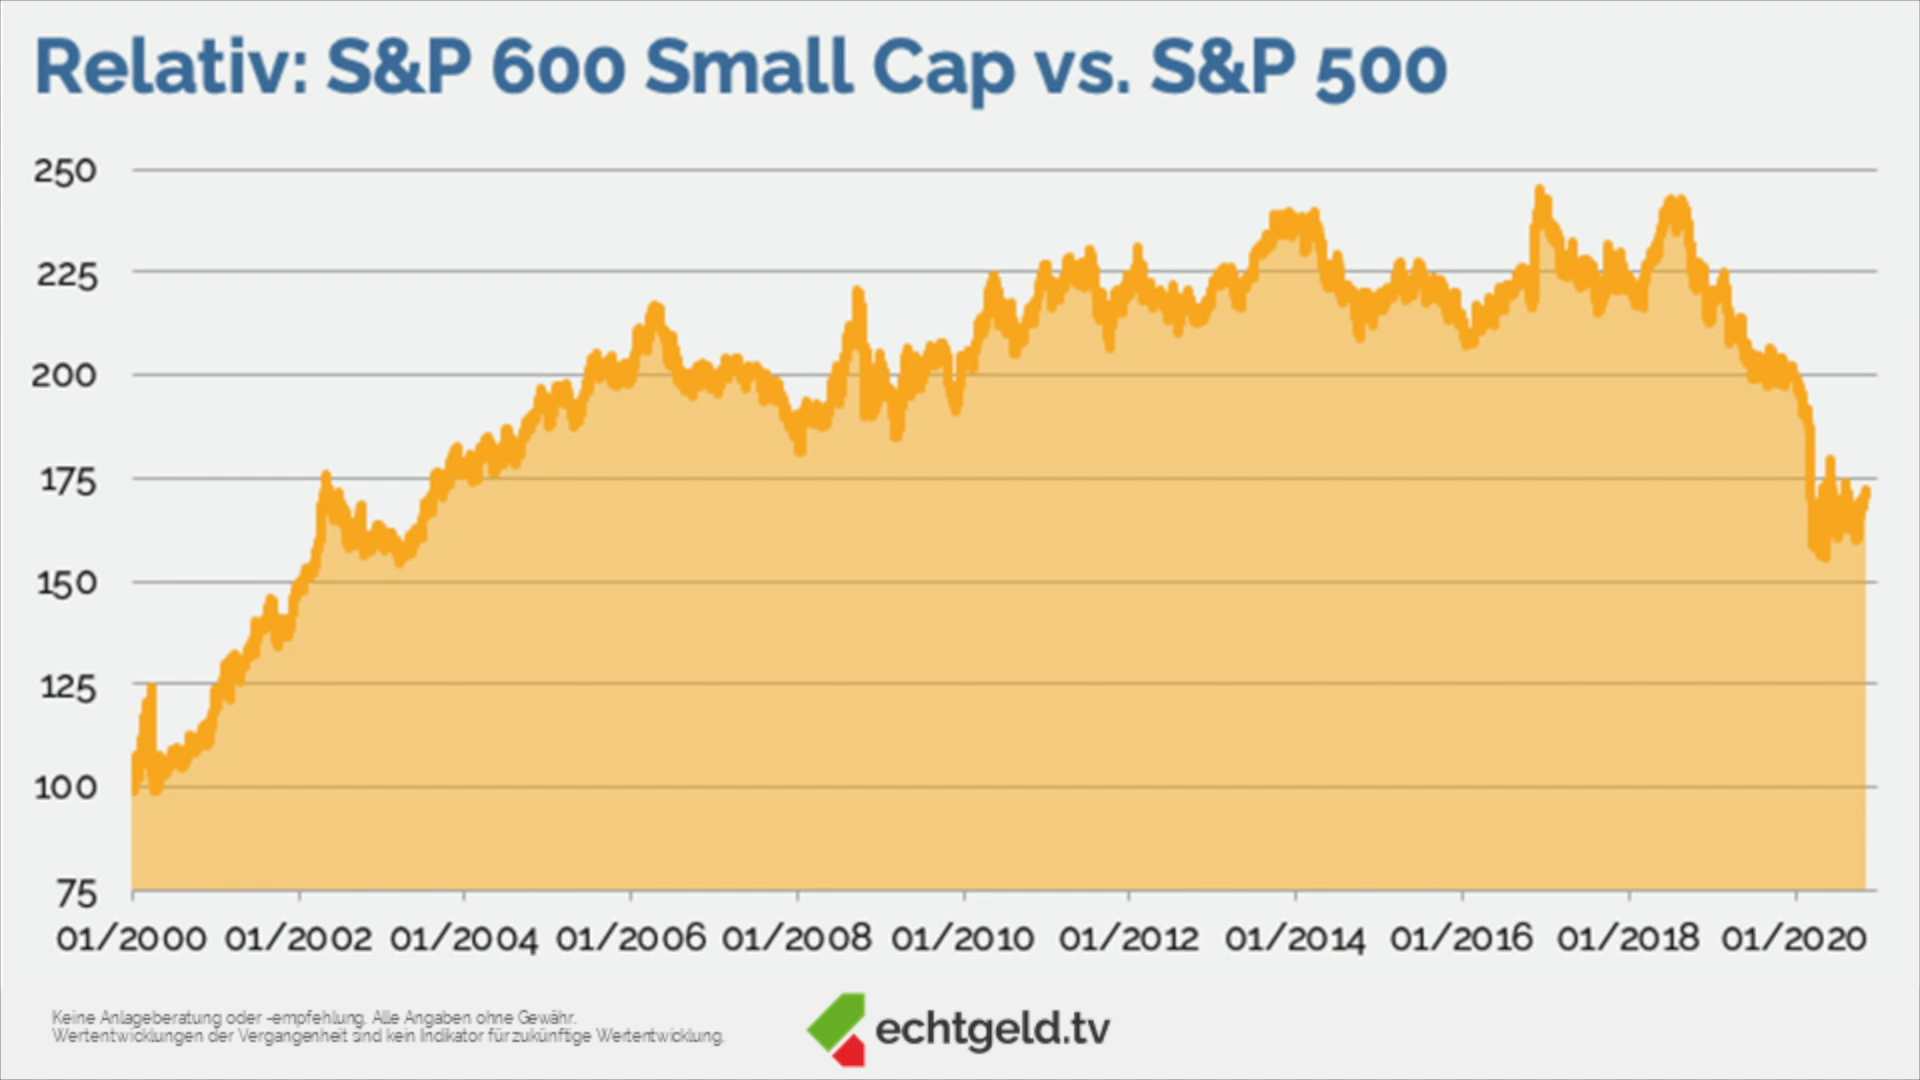 Relativ: S&P 600 Small Cap vs. S&P 500
250
225
200
175
150
125
100
75
01/2000 01/2002 01/2004 01/2006 01/2008 01/2010 01/2012 01/2014 01/2016 01/2018 01/2020
Keine Anlageberatung oder -empfehlung. Alle Angaben ohne Gewähr.
Wertentwicklungen der Vergangenheit sind kein Indikator für zukünftige Wertentwicklung.
echtgeld.tv